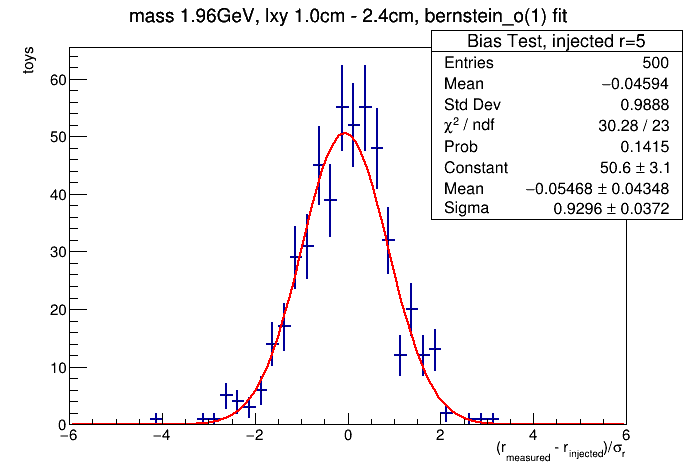 mass 1.96GeV, lxy 1.0cm - 2.4cm, bernstein_o(1) fit
toys
Bias Test, injected r=5
Entries 500
Mean −0.04594
Std Dev 0.9888
χ² / ndf 30.28 / 23
Prob 0.1415
Constant 50.6 ± 3.1
Mean −0.05468 ± 0.04348
Sigma 0.9296 ± 0.0372
60
50
40
30
20
10
0
−6 −4 −2 0 2 4 6
(r_measured - r_injected)/σ_r